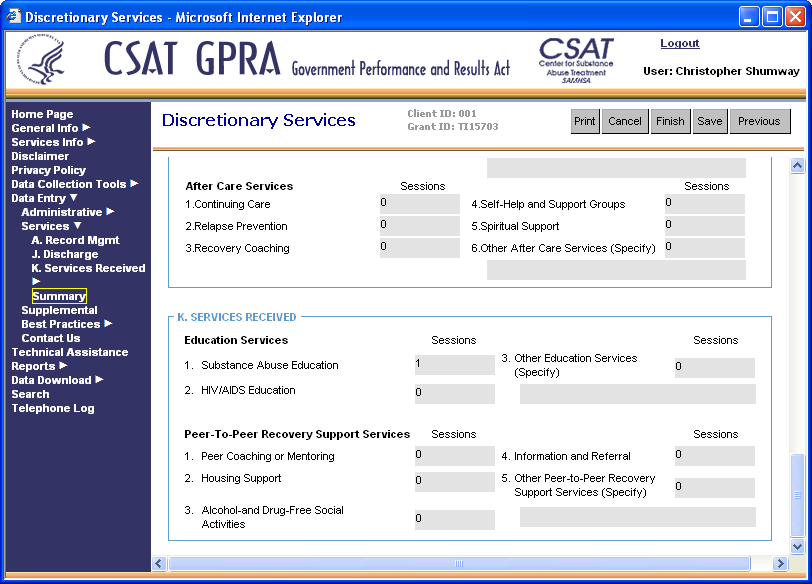 Discretionary Services - Microsoft Internet Explorer
CSAT GPRA Government Performance and Results Act
CSAT
Center for Substance
Abuse Treatment
SAMHSA
Logout
User: Christopher Shumway
Home Page
General Info
Services Info
Disclaimer
Privacy Policy
Data Collection Tools
Data Entry
Administrative
Services
A. Record Mgmt
J. Discharge
K. Services Received
Summary
Supplemental
Best Practices
Contact Us
Technical Assistance
Reports
Data Download
Search
Telephone Log
Discretionary Services
Client ID: 001
Grant ID: TI15703
Print Cancel Finish Save Previous
After Care Services Sessions Sessions
1.Continuing Care 0 4.Self-Help and Support Groups 0
2.Relapse Prevention 0 5.Spiritual Support 0
3.Recovery Coaching 0 6.Other After Care Services (Specify) 0
K. SERVICES RECEIVED
Education Services Sessions Sessions
1. Substance Abuse Education 1 3. Other Education Services
(Specify) 0
2. HIV/AIDS Education 0
Peer-To-Peer Recovery Support Services Sessions Sessions
1. Peer Coaching or Mentoring 0 4. Information and Referral 0
2. Housing Support 0 5. Other Peer-to-Peer Recovery
Support Services (Specify) 0
3. Alcohol-and Drug-Free Social
Activities 0